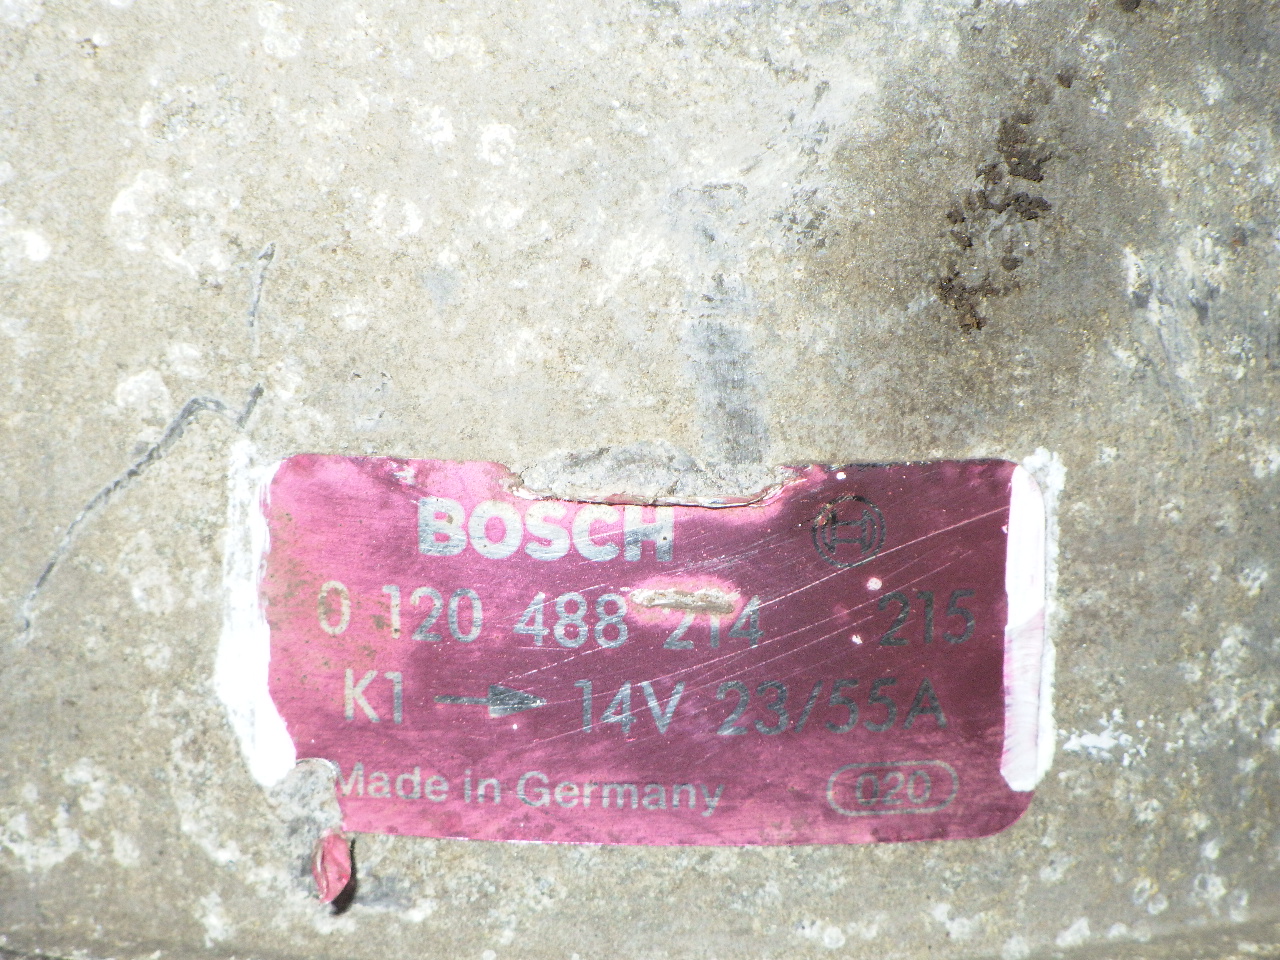 BOSCH
0 120 488 214 215
K1 → 14V 23/55A
Made in Germany 020